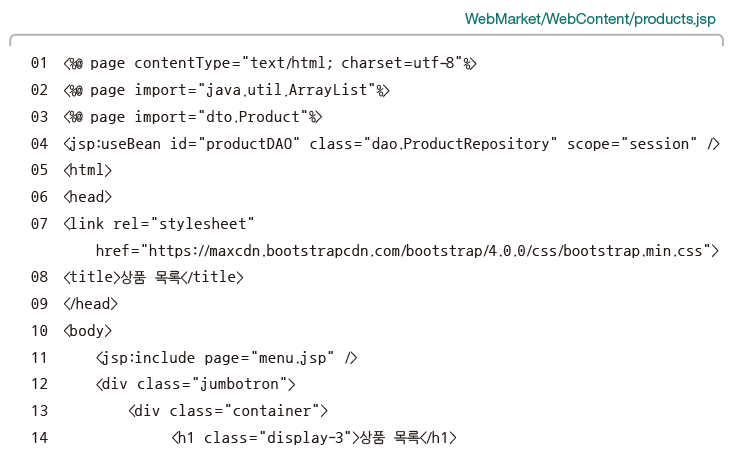 WebMarket/WebContent/products.jsp
01 <%@ page contentType="text/html; charset=utf-8"%>
02 <%@ page import="java.util.ArrayList"%>
03 <%@ page import="dto.Product"%>
04 <jsp:useBean id="productDAO" class="dao.ProductRepository" scope="session" />
05 <html>
06 <head>
07 <link rel="stylesheet"
href="https://maxcdn.bootstrapcdn.com/bootstrap/4.0.0/css/bootstrap.min.css">
08 <title>상품 목록</title>
09 </head>
10 <body>
11 <jsp:include page="menu.jsp" />
12 <div class="jumbotron">
13 <div class="container">
14 <h1 class="display-3">상품 목록</h1>